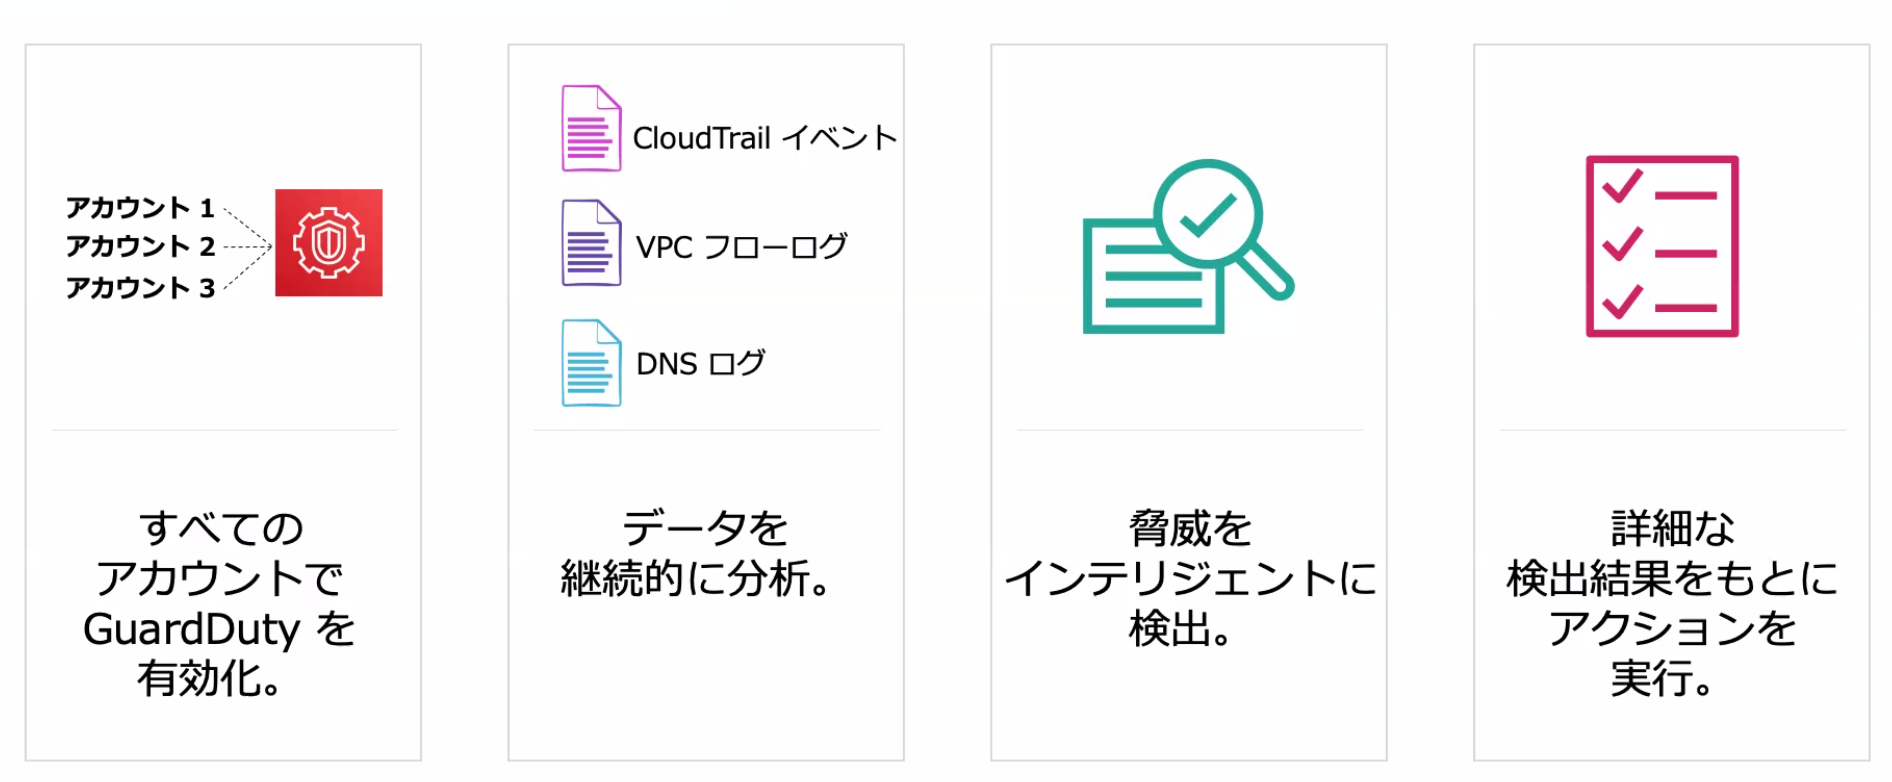 アカウント 1
アカウント 2
アカウント 3
すべての
アカウントで
GuardDuty を
有効化。
CloudTrail イベント
VPC フローログ
DNS ログ
データを
継続的に分析。
脅威を
インテリジェントに
検出。
詳細な
検出結果をもとに
アクションを
実行。